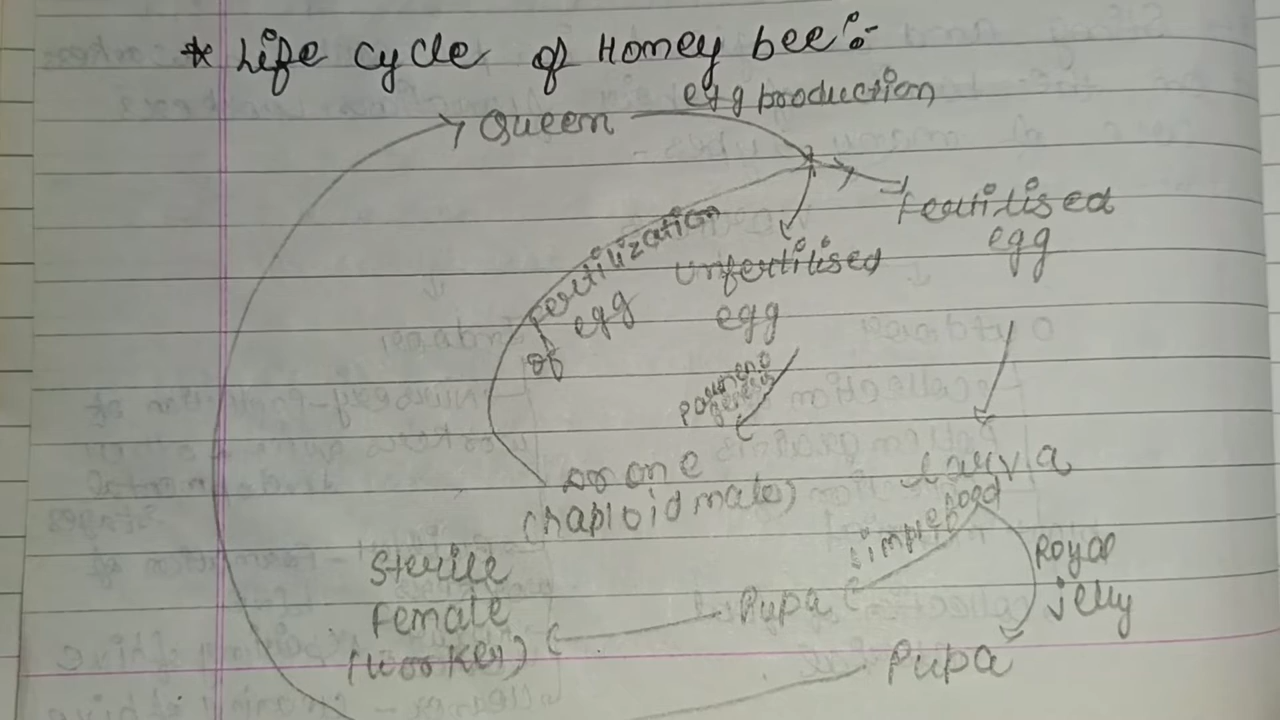 * Life cycle of Honey bee:-
egg production
Queen
Fertilised
egg
Fertilization
of
egg
Unfertilised
egg
Drone
(haploid male)
larva
simple food
Royal
jelly
Sterile
Female
(worker)
Pupa
Pupa